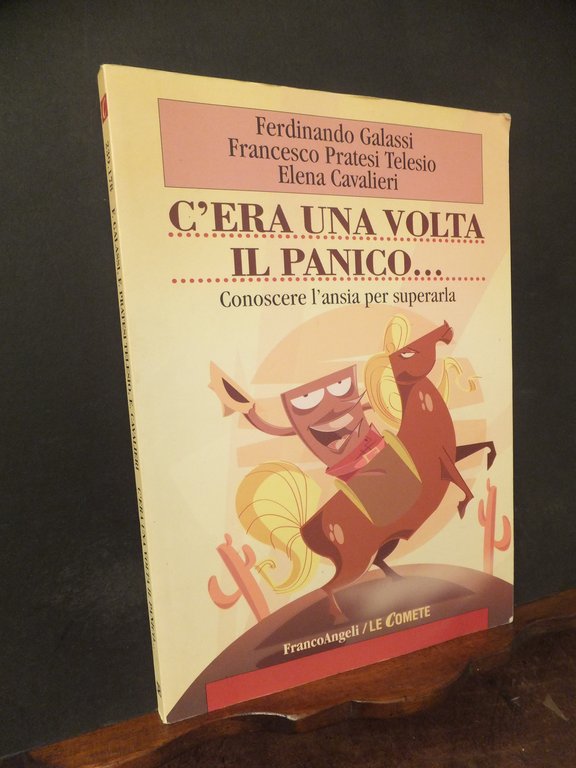 Ferdinando Galassi
Francesco Pratesi Telesio
Elena Cavalieri
C'ERA UNA VOLTA
IL PANICO...
Conoscere l'ansia per superarla
FrancoAngeli / LE COMETE